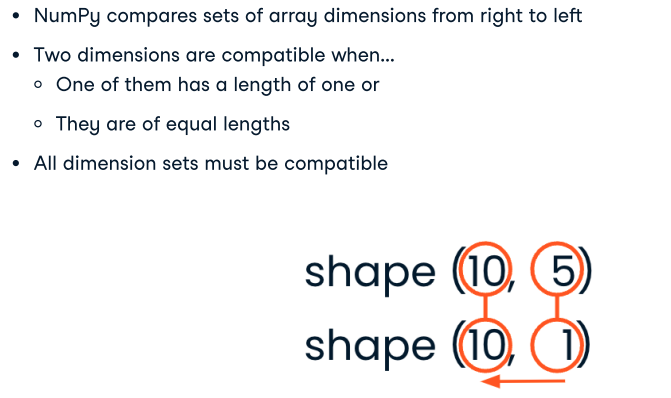 • NumPy compares sets of array dimensions from right to left
• Two dimensions are compatible when...
◦ One of them has a length of one or
◦ They are of equal lengths
• All dimension sets must be compatible
shape (10, 5)
shape (10, 1)